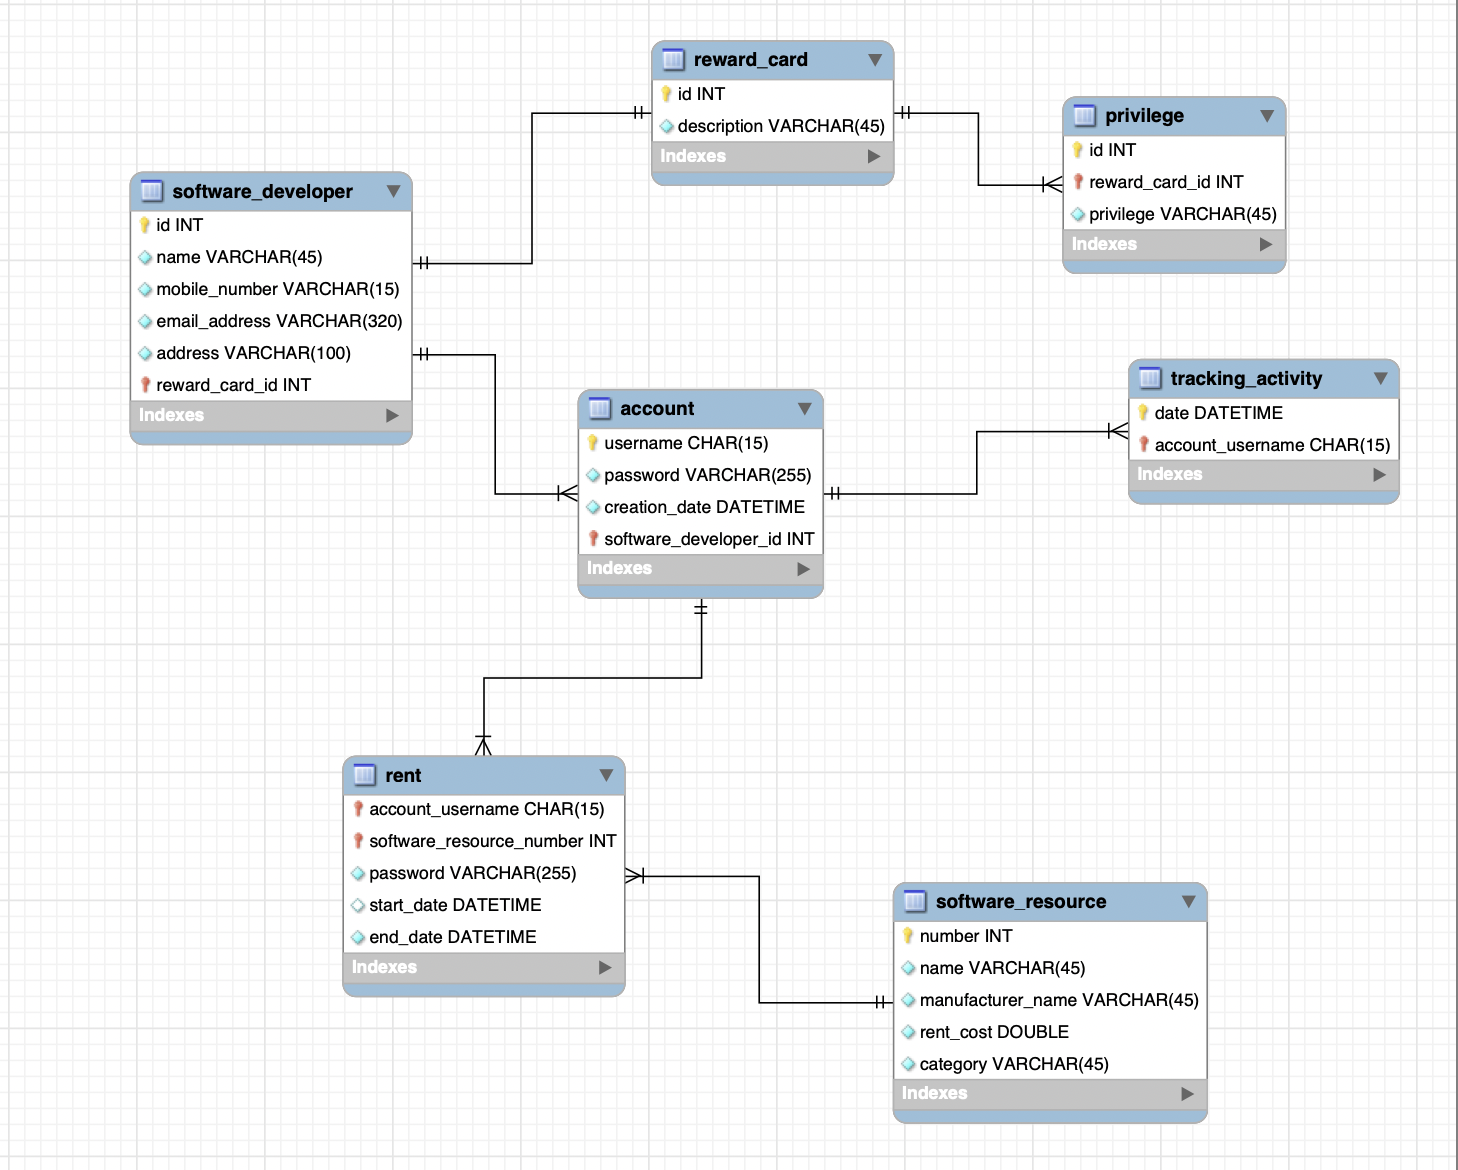 reward_card
id INT
description VARCHAR(45)
Indexes
privilege
id INT
reward_card_id INT
privilege VARCHAR(45)
Indexes
software_developer
id INT
name VARCHAR(45)
mobile_number VARCHAR(15)
email_address VARCHAR(320)
address VARCHAR(100)
reward_card_id INT
Indexes
account
username CHAR(15)
password VARCHAR(255)
creation_date DATETIME
software_developer_id INT
Indexes
tracking_activity
date DATETIME
account_username CHAR(15)
Indexes
rent
account_username CHAR(15)
software_resource_number INT
password VARCHAR(255)
start_date DATETIME
end_date DATETIME
Indexes
software_resource
number INT
name VARCHAR(45)
manufacturer_name VARCHAR(45)
rent_cost DOUBLE
category VARCHAR(45)
Indexes